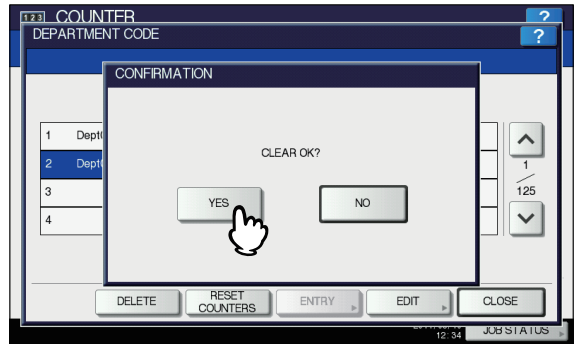 123 COUNTER ?
DEPARTMENT CODE ?
CONFIRMATION
CLEAR OK?
YES NO
1
2
3
4
1
125
DELETE
RESET COUNTERS
ENTRY
EDIT
CLOSE
12:34
JOB STATUS